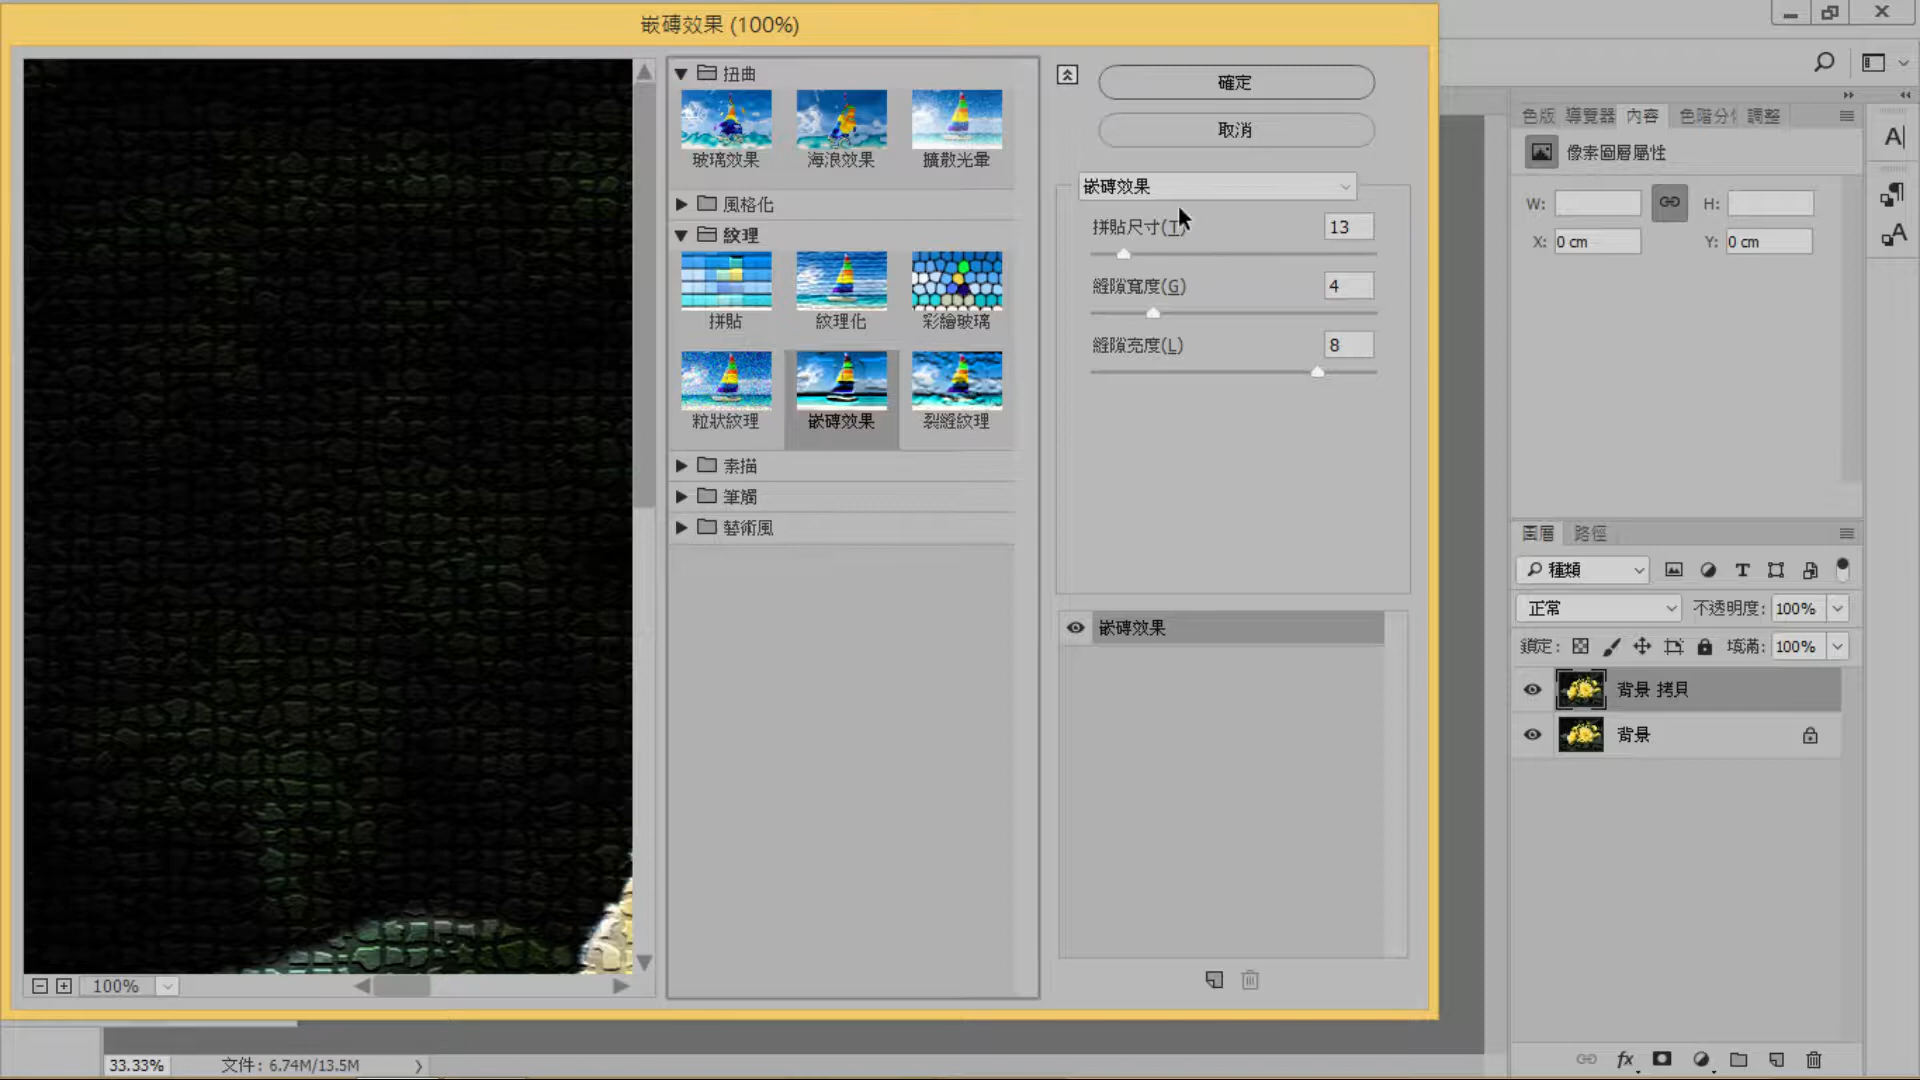 嵌磚效果 (100%)
扭曲
玻璃效果
海浪效果
擴散光暈
風格化
紋理
拼貼
紋理化
彩繪玻璃
粒狀紋理
嵌磚效果
裂縫紋理
素描
筆觸
藝術風
確定
取消
嵌磚效果
拼貼尺寸(T) 13
縫隙寬度(G) 4
縫隙亮度(L) 8
嵌磚效果
100%
33.33%
文件: 6.74M/13.5M
色版 導覽器 內容 調整
像素圖層屬性
W: H:
X: 0 cm Y: 0 cm
圖層 路徑
種類
正常 不透明度: 100%
鎖定: 填滿: 100%
背景 拷貝
背景
fx